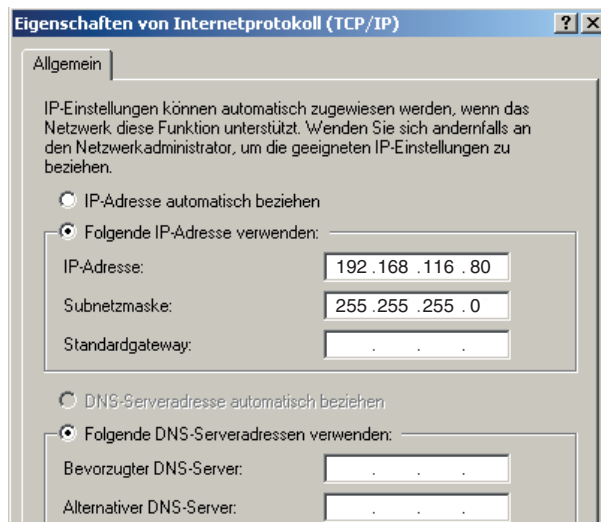 Eigenschaften von Internetprotokoll (TCP/IP)
Allgemein
IP-Einstellungen können automatisch zugewiesen werden, wenn das
Netzwerk diese Funktion unterstützt. Wenden Sie sich andernfalls an
den Netzwerkadministrator, um die geeigneten IP-Einstellungen zu
beziehen.
IP-Adresse automatisch beziehen
Folgende IP-Adresse verwenden:
IP-Adresse: 192 .168 .116 . 80
Subnetzmaske: 255 .255 .255 . 0
Standardgateway: . . .
DNS-Serveradresse automatisch beziehen
Folgende DNS-Serveradressen verwenden:
Bevorzugter DNS-Server: . . .
Alternativer DNS-Server: . . .